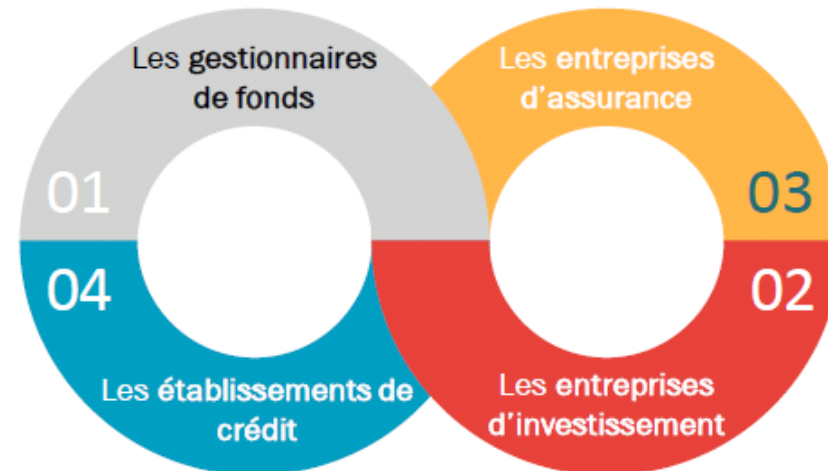 Les gestionnaires
de fonds
01
Les entreprises
d'assurance
03
04
Les établissements de
crédit
02
Les entreprises
d'investissement